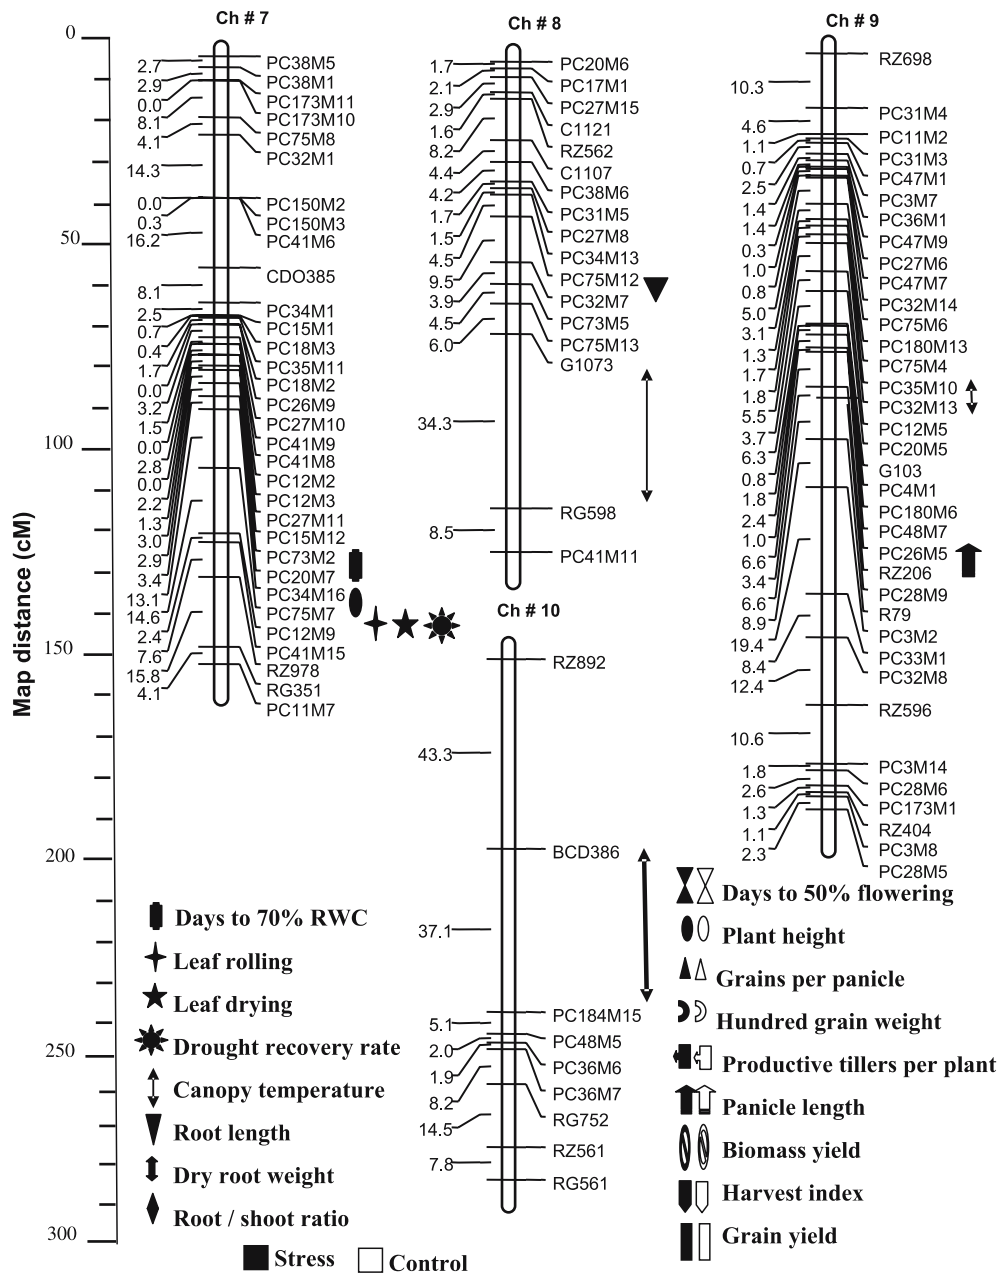 Ch # 7
Ch # 8
Ch # 9
Map distance (cM)
0
50
100
150
200
250
300
2.7
2.9
0.0
8.1
4.1
14.3
0.0
0.3
16.2
8.1
2.5
0.7
0.4
1.7
0.0
3.2
1.5
0.0
2.8
0.0
2.2
1.3
3.0
2.9
3.4
13.1
14.6
2.4
7.6
15.8
4.1
PC38M5
PC38M1
PC173M11
PC173M10
PC75M8
PC32M1
PC150M2
PC150M3
PC41M6
CDO385
PC34M1
PC15M1
PC18M3
PC35M11
PC18M2
PC26M9
PC27M10
PC41M9
PC41M8
PC12M2
PC12M3
PC27M11
PC15M12
PC73M2
PC20M7
PC34M16
PC75M7
PC12M9
PC41M15
RZ978
RG351
PC11M7
1.7
2.1
2.9
1.6
8.2
4.4
4.2
1.7
1.5
4.5
9.5
3.9
4.5
6.0
34.3
8.5
PC20M6
PC17M1
PC27M15
C1121
RZ562
C1107
PC38M6
PC31M5
PC27M8
PC34M13
PC75M12
PC32M7
PC73M5
PC75M13
G1073
RG598
PC41M11
Ch # 10
43.3
37.1
5.1
2.0
1.9
8.2
14.5
7.8
RZ892
BCD386
PC184M15
PC48M5
PC36M6
PC36M7
RG752
RZ561
RG561
10.3
4.6
1.1
0.7
2.5
1.4
1.4
0.3
1.0
0.8
5.0
3.1
1.3
1.7
1.8
5.5
3.7
6.3
0.8
1.8
2.4
1.0
6.6
3.4
6.6
8.9
19.4
8.4
12.4
10.6
1.8
2.6
1.3
1.1
2.3
RZ698
PC31M4
PC11M2
PC31M3
PC47M1
PC3M7
PC36M1
PC47M9
PC27M6
PC47M7
PC32M14
PC75M6
PC180M13
PC75M4
PC35M10
PC32M13
PC12M5
PC20M5
G103
PC4M1
PC180M6
PC48M7
PC26M5
RZ206
PC28M9
R79
PC3M2
PC33M1
PC32M8
RZ596
PC3M14
PC28M6
PC173M1
RZ404
PC3M8
PC28M5
Days to 70% RWC
Leaf rolling
Leaf drying
Drought recovery rate
Canopy temperature
Root length
Dry root weight
Root / shoot ratio
Days to 50% flowering
Plant height
Grains per panicle
Hundred grain weight
Productive tillers per plant
Panicle length
Biomass yield
Harvest index
Grain yield
Stress
Control